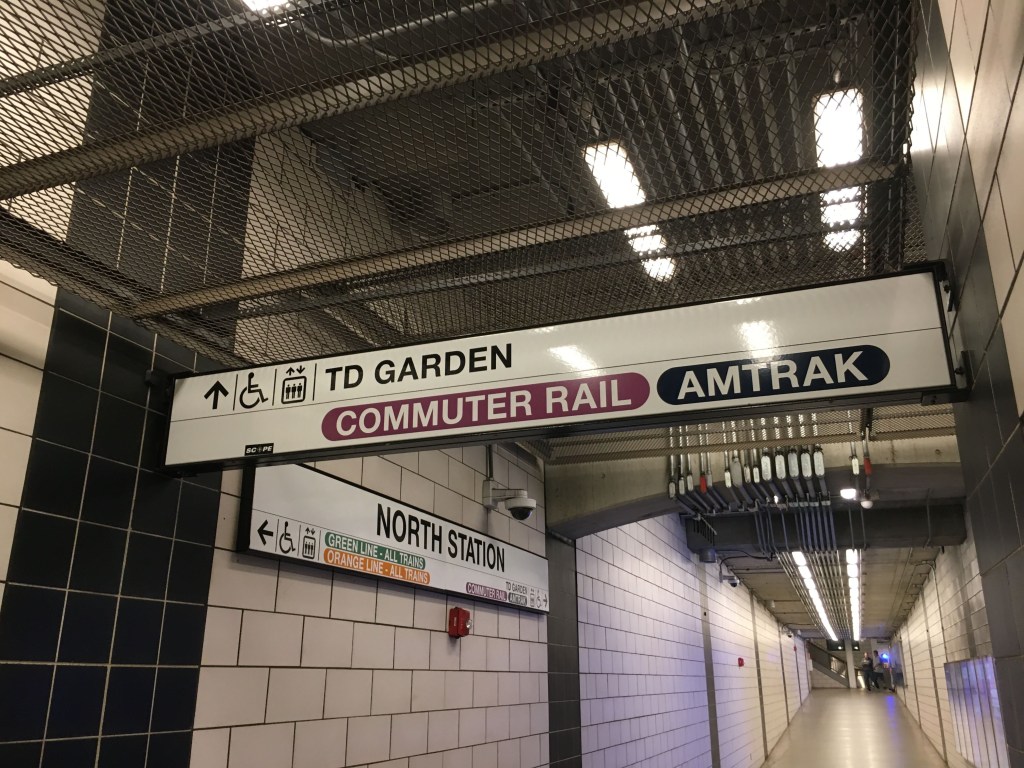 TD GARDEN
COMMUTER RAIL AMTRAK
SCOPE
NORTH STATION
GREEN LINE - ALL TRAINS
ORANGE LINE - ALL TRAINS
TD GARDEN
COMMUTER RAIL AMTRAK